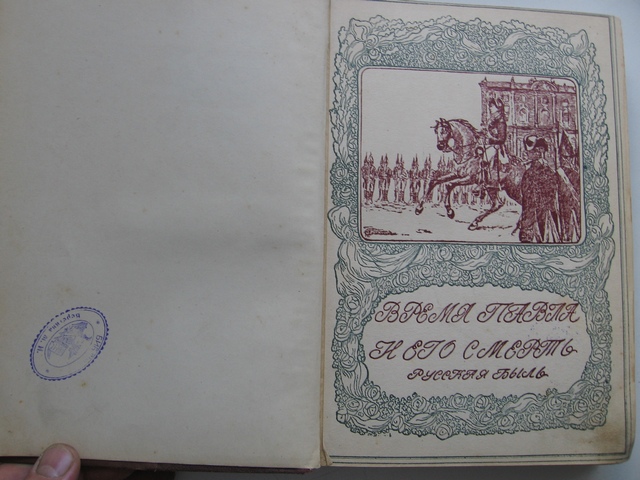 ВРЕМЯ ПАВЛА
И ЕГО СМЕРТЬ
РУССКАЯ БЫЛЬ